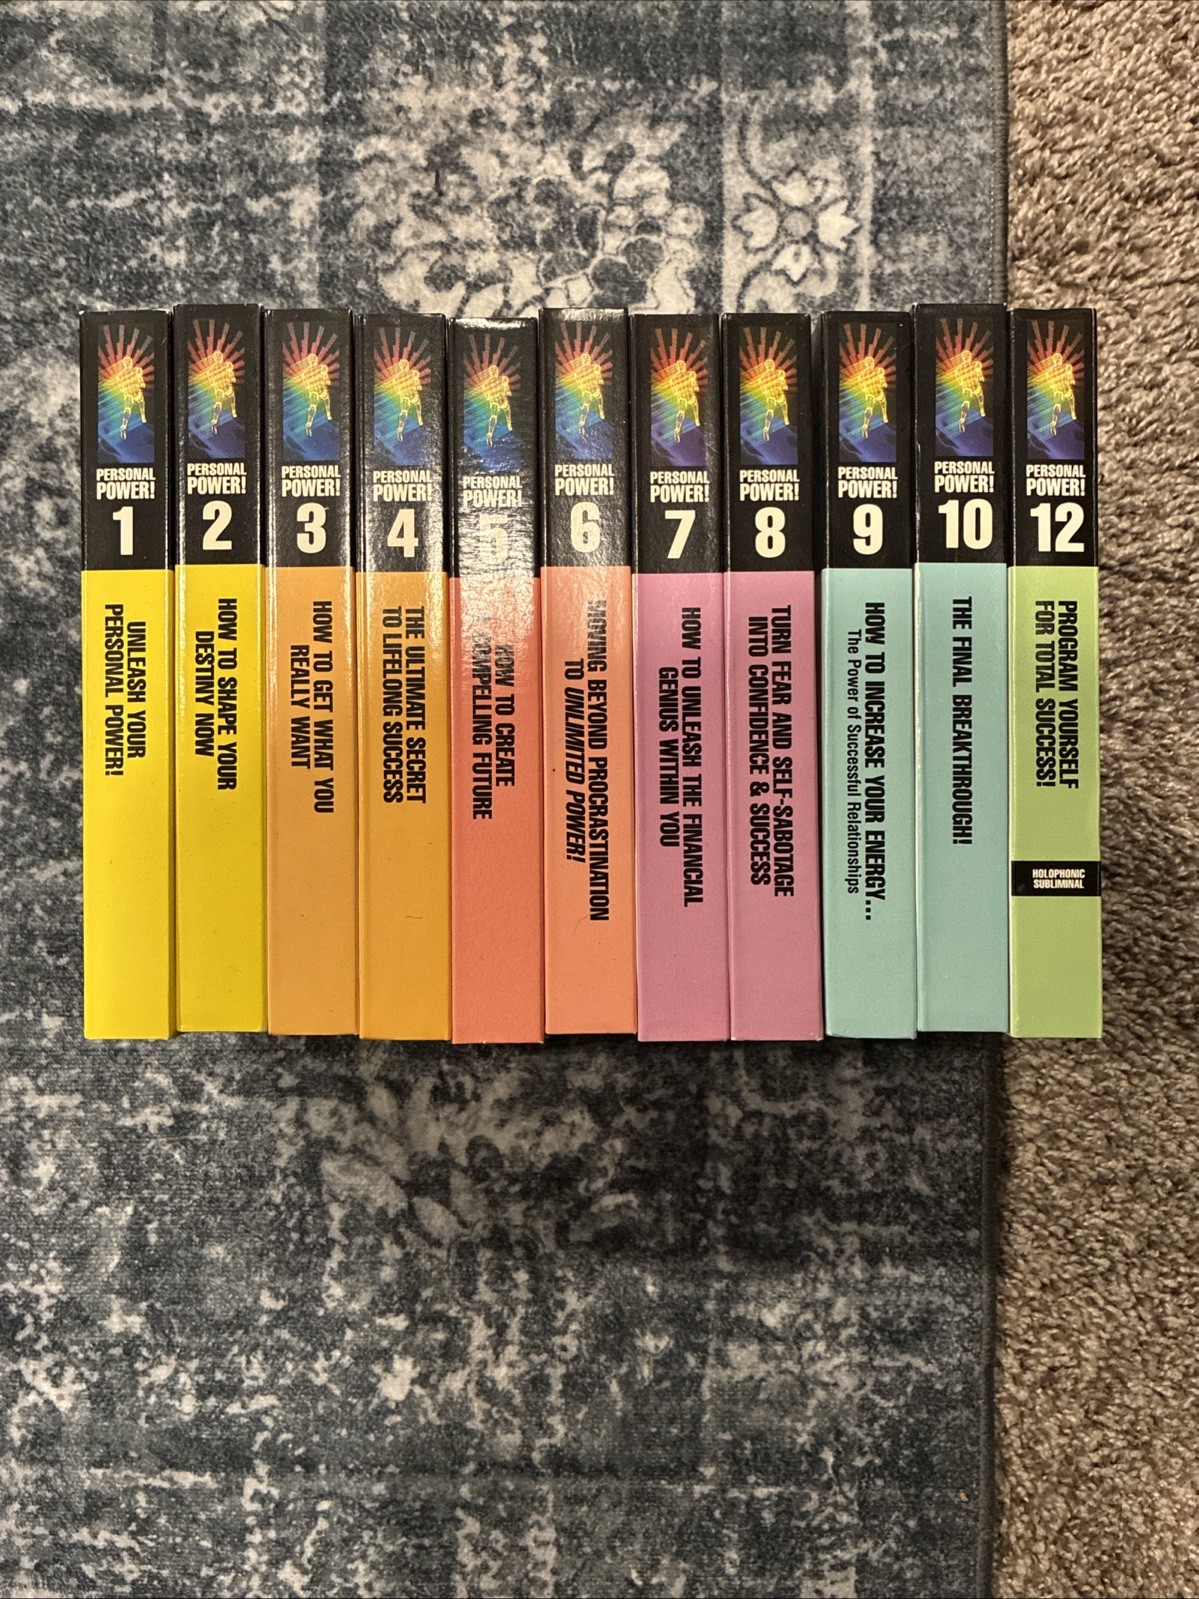 PERSONAL
POWER!
1
UNLEASH YOUR
PERSONAL POWER!
PERSONAL
POWER!
2
HOW TO SHAPE YOUR
DESTINY NOW
PERSONAL
POWER!
3
HOW TO GET WHAT YOU
REALLY WANT
PERSONAL
POWER!
4
THE ULTIMATE SECRET
TO LIFELONG SUCCESS
PERSONAL
POWER!
5
HOW TO CREATE
A COMPELLING FUTURE
PERSONAL
POWER!
6
MOVING BEYOND PROCRASTINATION
TO UNLIMITED POWER!
PERSONAL
POWER!
7
HOW TO UNLEASH THE FINANCIAL
GENIUS WITHIN YOU
PERSONAL
POWER!
8
TURN FEAR AND SELF-SABOTAGE
INTO CONFIDENCE & SUCCESS
PERSONAL
POWER!
9
HOW TO INCREASE YOUR ENERGY...
The Power of Successful Relationships
PERSONAL
POWER!
10
THE FINAL BREAKTHROUGH!
PERSONAL
POWER!
12
PROGRAM YOURSELF
FOR TOTAL SUCCESS!
HOLOPHONIC
SUBLIMINAL